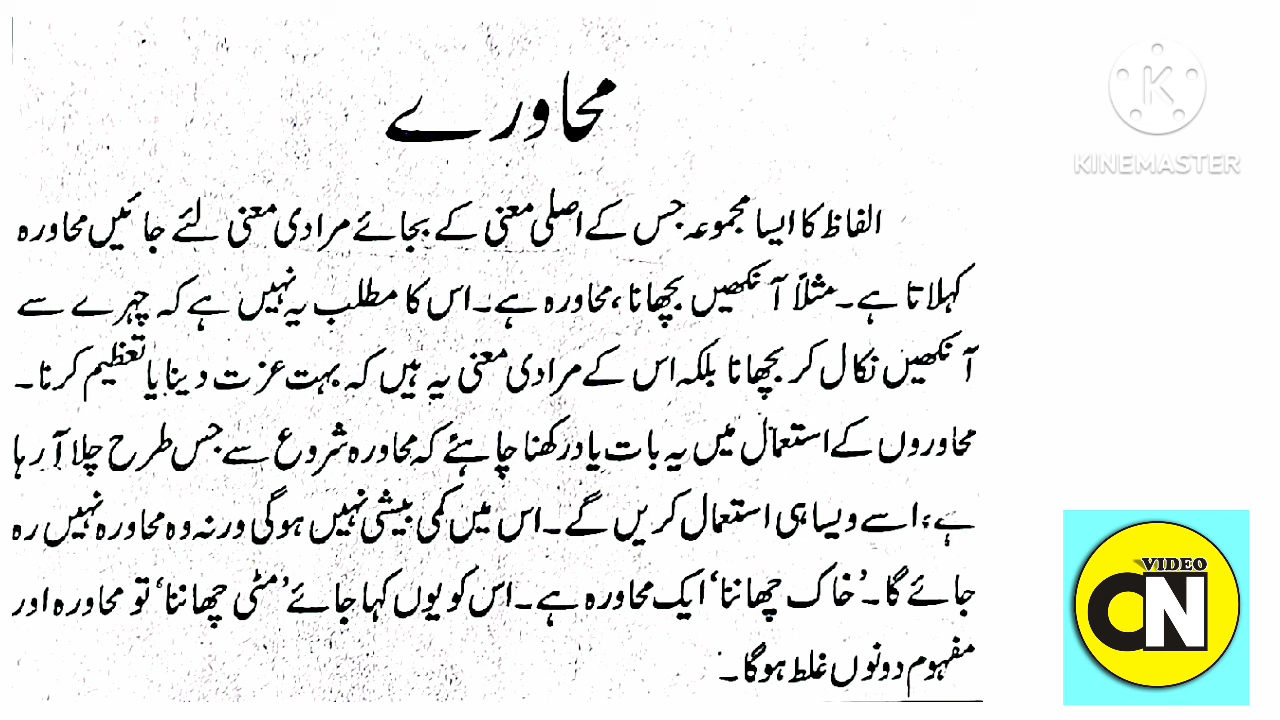 محاورے
KINEMASTER
الفاظ کا ایسا مجموعہ جس کے اصلی معنی کے بجائے مرادی معنی لئے جائیں محاورہ
کہلاتا ہے۔ مثلاً آنکھیں بچھانا، محاورہ ہے۔ اس کا مطلب یہ نہیں ہے کہ چہرے سے
آنکھیں نکال کر بچھانا بلکہ اس کے مرادی معنی یہ ہیں کہ بہت عزت دینا یا تعظیم کرنا۔
محاوروں کے استعمال میں یہ بات یاد رکھنا چاہئے کہ محاورہ شروع سے جس طرح چلا آ رہا
ہے، اسے ویسا ہی استعمال کریں گے۔ اس میں کمی بیشی نہیں ہوگی ورنہ وہ محاورہ نہیں رہ
جائے گا۔ ’خاک چھاننا‘ ایک محاورہ ہے۔ اس کو یوں کہا جائے ’مٹی چھاننا‘ تو محاورہ اور
مفہوم دونوں غلط ہوگا۔
VIDEO
CN